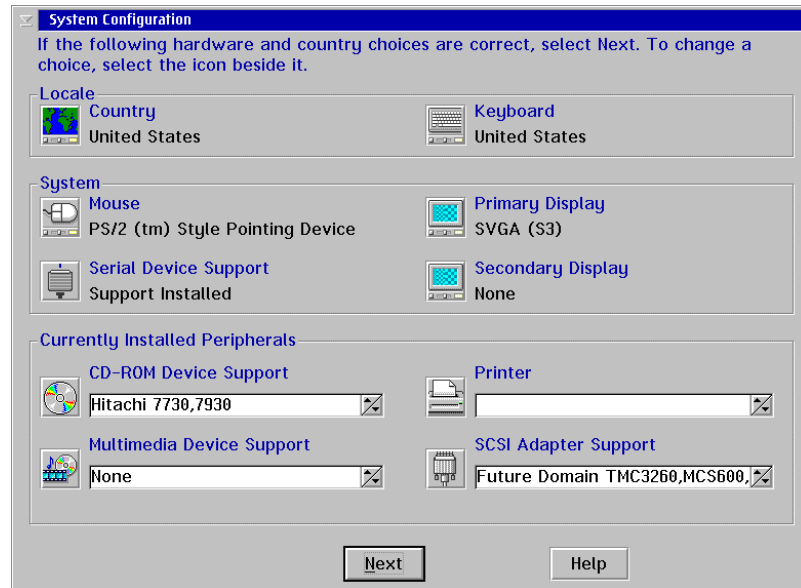 System Configuration
If the following hardware and country choices are correct, select Next. To change a
choice, select the icon beside it.
Locale
Country
United States
Keyboard
United States
System
Mouse
PS/2 (tm) Style Pointing Device
Primary Display
SVGA (S3)
Serial Device Support
Support Installed
Secondary Display
None
Currently Installed Peripherals
CD-ROM Device Support
Hitachi 7730,7930
Printer
Multimedia Device Support
None
SCSI Adapter Support
Future Domain TMC3260,MCS600,
Next
Help